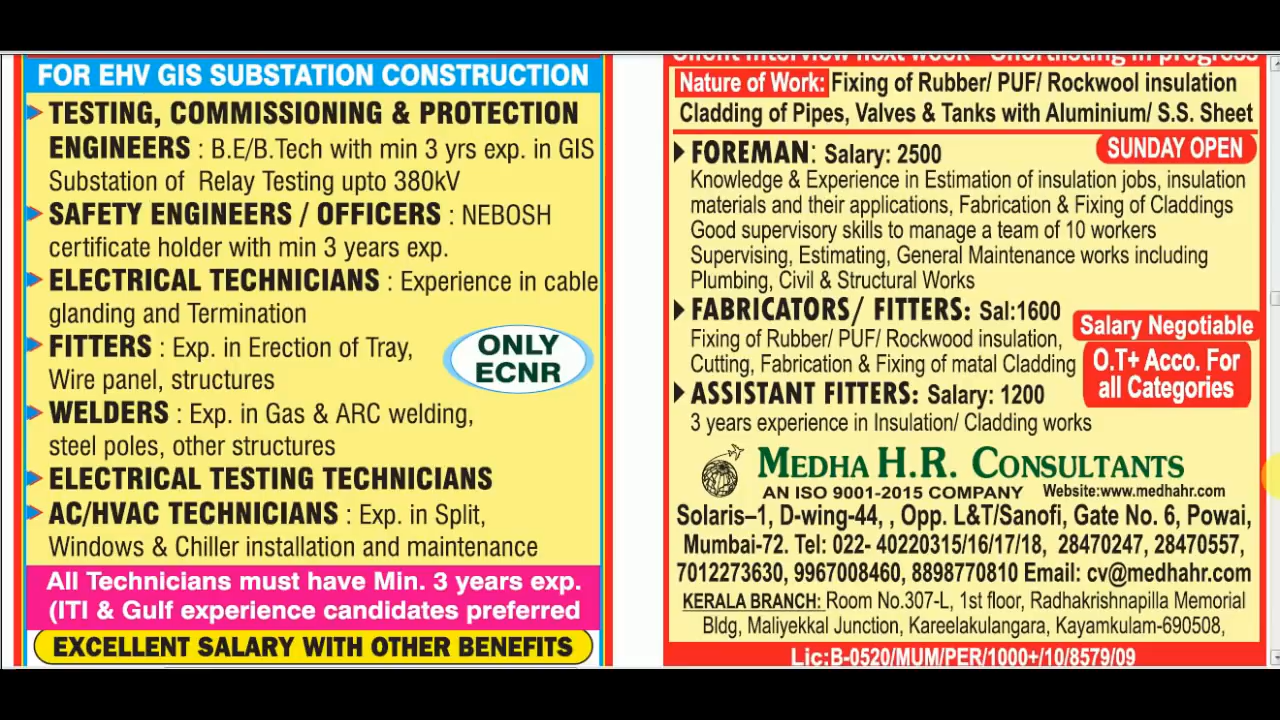 FOR EHV GIS SUBSTATION CONSTRUCTION
TESTING, COMMISSIONING & PROTECTION
ENGINEERS : B.E/B.Tech with min 3 yrs exp. in GIS
Substation of Relay Testing upto 380kV
SAFETY ENGINEERS / OFFICERS : NEBOSH
certificate holder with min 3 years exp.
ELECTRICAL TECHNICIANS : Experience in cable
glanding and Termination
FITTERS : Exp. in Erection of Tray,
Wire panel, structures
ONLY
ECNR
WELDERS : Exp. in Gas & ARC welding,
steel poles, other structures
ELECTRICAL TESTING TECHNICIANS
AC/HVAC TECHNICIANS : Exp. in Split,
Windows & Chiller installation and maintenance
All Technicians must have Min. 3 years exp.
(ITI & Gulf experience candidates preferred
EXCELLENT SALARY WITH OTHER BENEFITS
Client Interview next week - Shortlisting in progress
Nature of Work: Fixing of Rubber/ PUF/ Rockwool insulation
Cladding of Pipes, Valves & Tanks with Aluminium/ S.S. Sheet
FOREMAN: Salary: 2500
SUNDAY OPEN
Knowledge & Experience in Estimation of insulation jobs, insulation
materials and their applications, Fabrication & Fixing of Claddings
Good supervisory skills to manage a team of 10 workers
Supervising, Estimating, General Maintenance works including
Plumbing, Civil & Structural Works
FABRICATORS/ FITTERS: Sal:1600
Fixing of Rubber/ PUF/ Rockwood insulation,
Cutting, Fabrication & Fixing of matal Cladding
Salary Negotiable
O.T+ Acco. For
all Categories
ASSISTANT FITTERS: Salary: 1200
3 years experience in Insulation/ Cladding works
MEDHA H.R. CONSULTANTS
AN ISO 9001-2015 COMPANY Website:www.medhahr.com
Solaris–1, D-wing-44, , Opp. L&T/Sanofi, Gate No. 6, Powai,
Mumbai-72. Tel: 022- 40220315/16/17/18, 28470247, 28470557,
7012273630, 9967008460, 8898770810 Email: cv@medhahr.com
KERALA BRANCH: Room No.307-L, 1st floor, Radhakrishnapilla Memorial
Bldg, Maliyekkal Junction, Kareelakulangara, Kayamkulam-690508,
Lic:B-0520/MUM/PER/1000+/10/8579/09